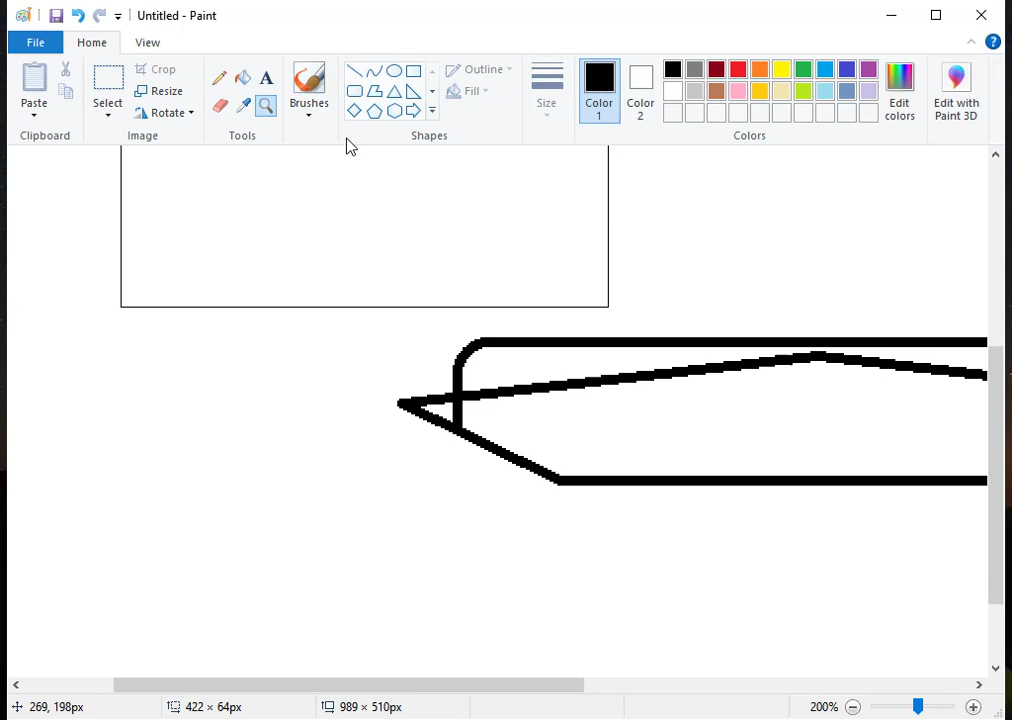 Untitled - Paint
File Home View
Paste
Clipboard
Select
Crop
Resize
Rotate
Image
A
Tools
Brushes
Shapes
Outline
Fill
Size
Color 1
Color 2
Edit colors
Colors
Edit with Paint 3D
?
269, 198px
422 × 64px
989 × 510px
200%